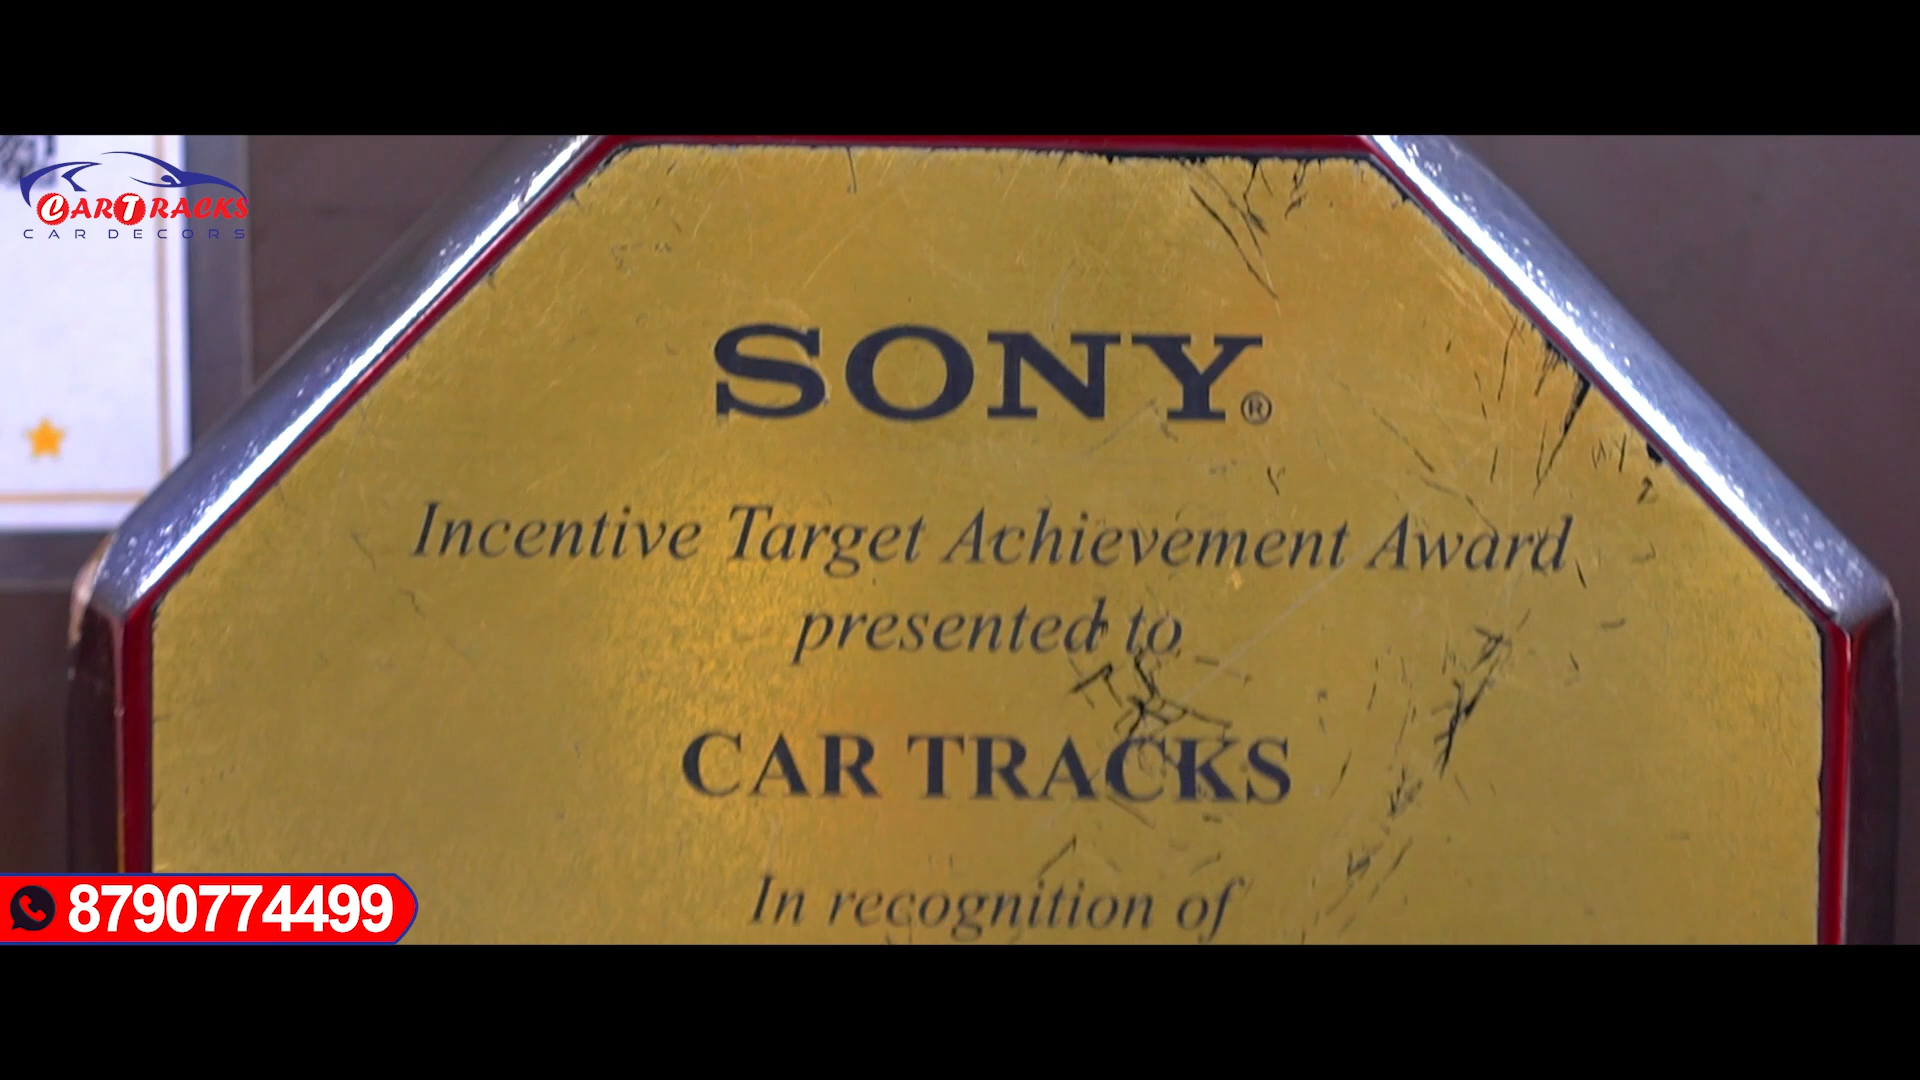 CARTRACKS
CAR DECORS
SONY®
Incentive Target Achievement Award
presented to
CAR TRACKS
In recognition of
8790774499